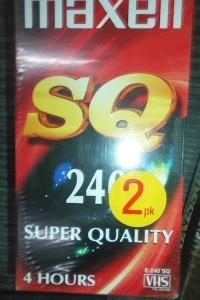 maxell
SQ
240
2
pk
SUPER QUALITY
4 HOURS
E-240 SQ
VHS